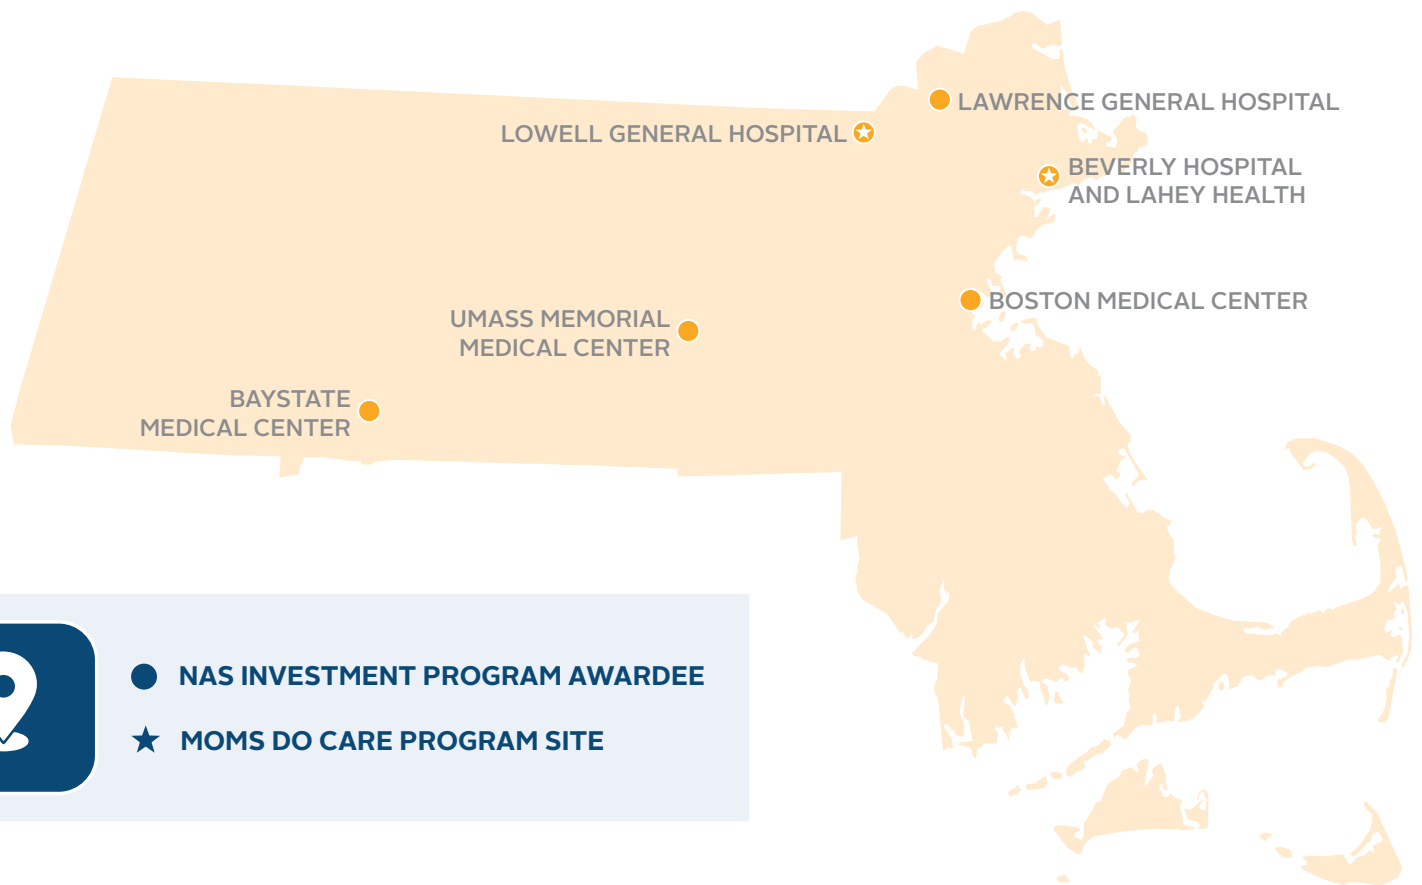 LAWRENCE GENERAL HOSPITAL
LOWELL GENERAL HOSPITAL
BEVERLY HOSPITAL
AND LAHEY HEALTH
BOSTON MEDICAL CENTER
UMASS MEMORIAL
MEDICAL CENTER
BAYSTATE
MEDICAL CENTER
NAS INVESTMENT PROGRAM AWARDEE
MOMS DO CARE PROGRAM SITE